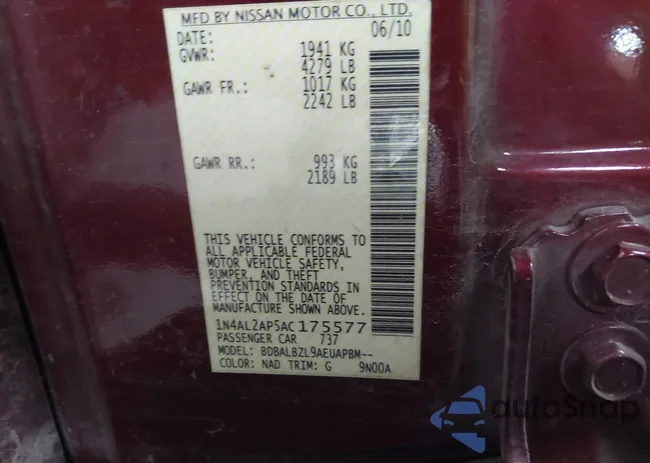 MFD BY NISSAN MOTOR CO., LTD.
DATE: 06/10
GVWR: 1941 KG
4279 LB
GAWR FR.: 1017 KG
2242 LB
GAWR RR.: 993 KG
2189 LB
THIS VEHICLE CONFORMS TO
ALL APPLICABLE FEDERAL
MOTOR VEHICLE SAFETY,
BUMPER, AND THEFT
PREVENTION STANDARDS IN
EFFECT ON THE DATE OF
MANUFACTURE SHOWN ABOVE.
1N4AL2AP5AC175577
PASSENGER CAR 737
MODEL: BDBALBZL9AEUAPBM--
COLOR: NAD TRIM: G 9N00A
autoSnap